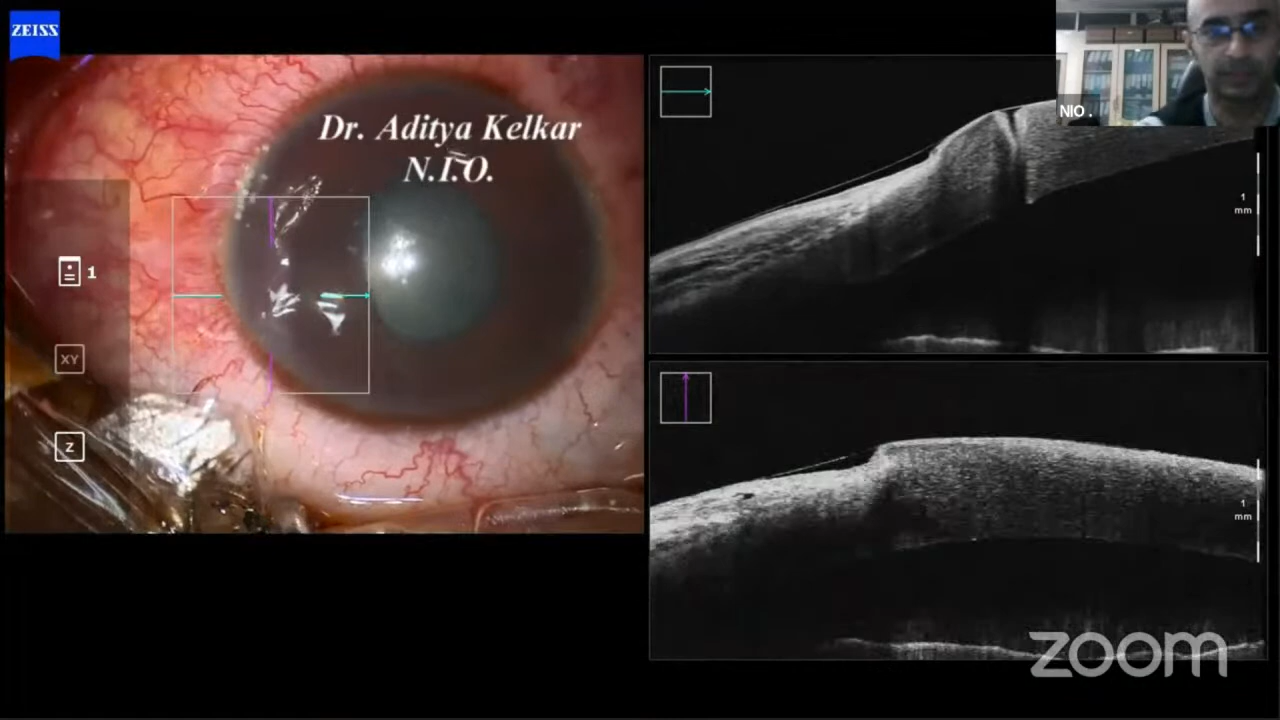 ZEISS
Dr. Aditya Kelkar
N.I.O.
1
XY
Z
NIO .
1
mm
1
mm
zoom